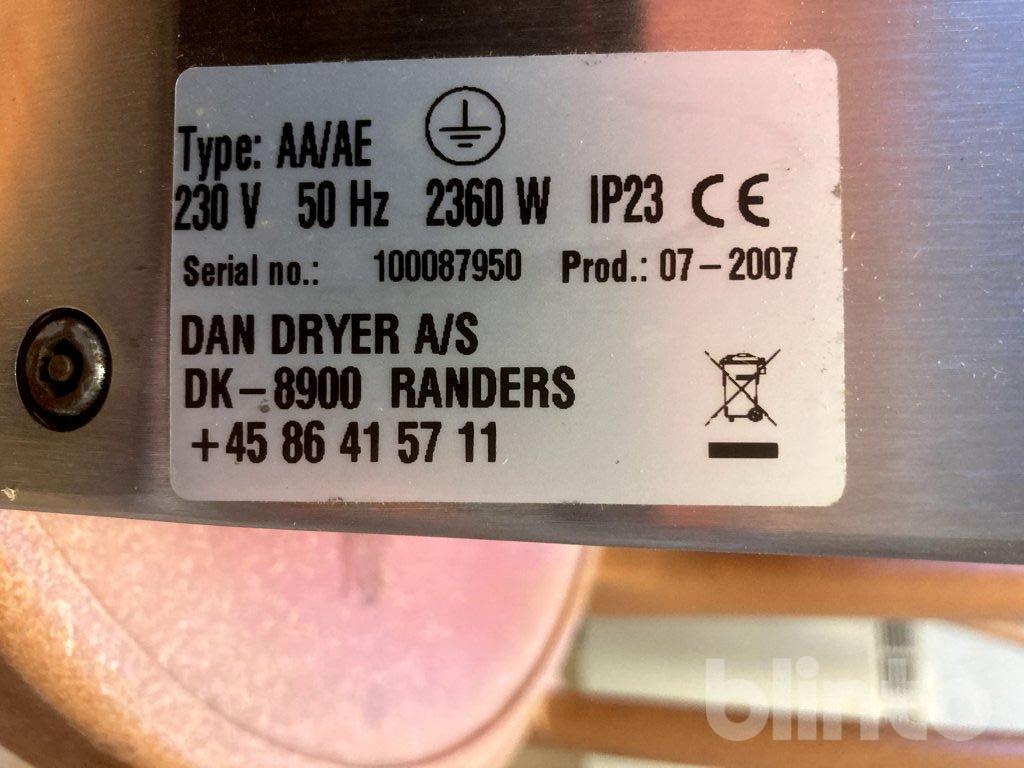 Type: AA/AE
230 V 50 Hz 2360 W IP23 CE
Serial no.: 100087950 Prod.: 07-2007
DAN DRYER A/S
DK-8900 RANDERS
+45 86 41 57 11
blinto